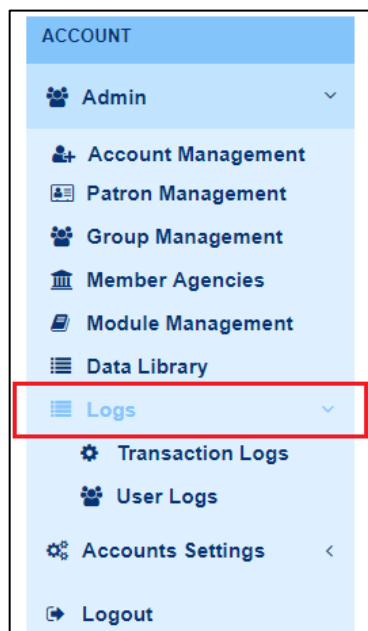 ACCOUNT
Admin
Account Management
Patron Management
Group Management
Member Agencies
Module Management
Data Library
Logs
Transaction Logs
User Logs
Accounts Settings
Logout